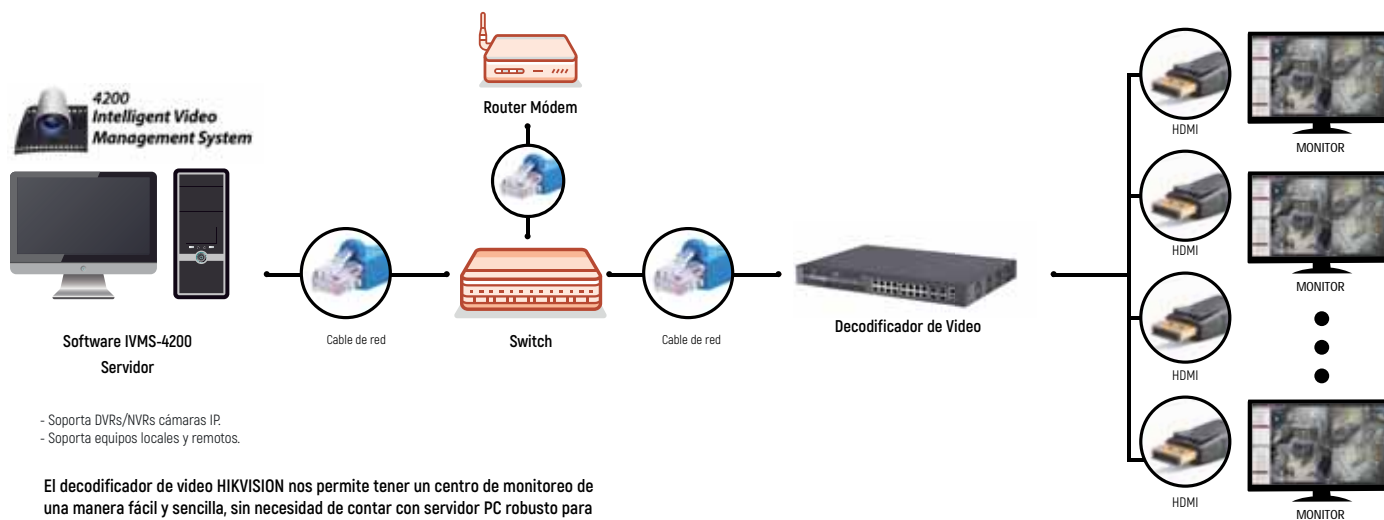 4200
Intelligent Video
Management System
Router Módem
HDMI
MONITOR
HDMI
MONITOR
Software IVMS-4200
Servidor
Cable de red
Switch
Cable de red
Decodificador de Video
HDMI
- Soporta DVRs/NVRs cámaras IP.
- Soporta equipos locales y remotos.
El decodificador de video HIKVISION nos permite tener un centro de monitoreo de
una manera fácil y sencilla, sin necesidad de contar con servidor PC robusto para
HDMI
MONITOR